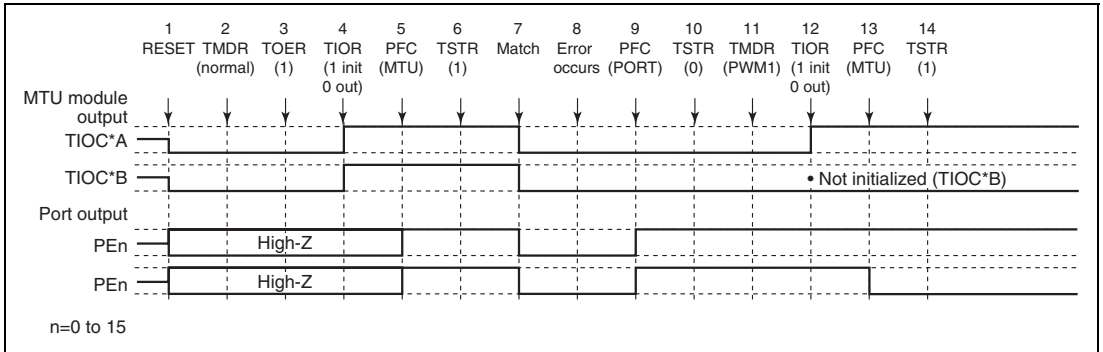 1 2 3 4 5 6 7 8 9 10 11 12 13 14
RESET TMDR TOER TIOR PFC TSTR Match Error PFC TSTR TMDR TIOR PFC TSTR
(normal) (1) (1 init (MTU) (1) occurs (PORT) (0) (PWM1) (1 init (MTU) (1)
0 out) 0 out)
MTU module
output
TIOC*A
TIOC*B
• Not initialized (TIOC*B)
Port output
PEn
High-Z
PEn
High-Z
n=0 to 15